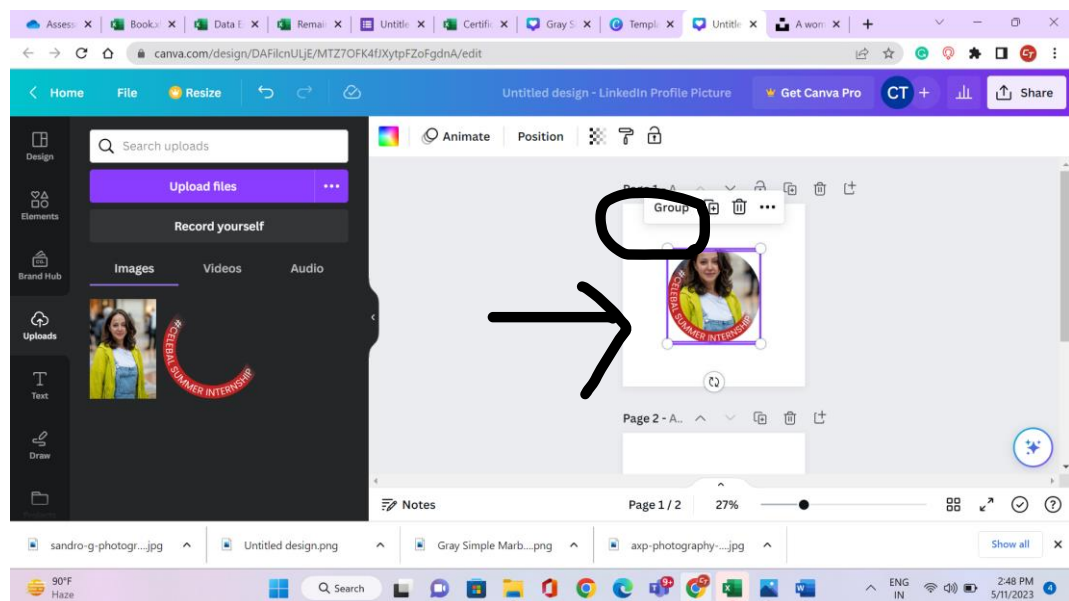 Assess
Book.x
Data E
Remai
Untitle
Certific
Gray S
Templ
Untitle
A wom
canva.com/design/DAFilcnULjE/MTZ7OFK4fJXytpFZoFgdnA/edit
Home
File
Resize
Untitled design - LinkedIn Profile Picture
Get Canva Pro
CT
Share
Design
Elements
Brand Hub
Uploads
Text
Draw
Search uploads
Upload files
Record yourself
Images
Videos
Audio
#CELEBAL SUMMER INTERNSHIP
Animate
Position
Group
#CELEBAL SUMMER INTERNSHIP
Page 2 - A..
Notes
Page 1 / 2
27%
sandro-g-photogr....jpg
Untitled design.png
Gray Simple Marb....png
axp-photography-...jpg
Show all
90°F
Haze
Search
ENG
IN
2:48 PM
5/11/2023